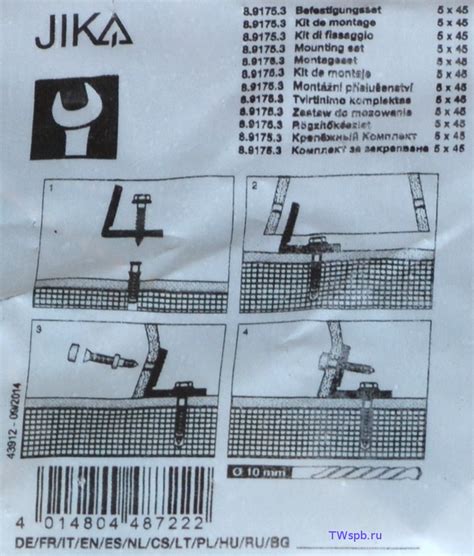 JIKA
8.9175.3 Befestigungsset 5 x 45
8.9175.3 Kit de montage 5 x 45
8.9175.3 Kit di fissaggio 5 x 45
8.9175.3 Mounting set 5 x 45
8.9175.3 Montageset 5 x 45
8.9175.3 Kit de montaje 5 x 45
8.9175.3 Montážní příslušenství 5 x 45
8.9175.3 Tvirtinimo komplektas 5 x 45
8.9175.3 Zestaw do mocowania 5 x 45
8.9175.3 Rögzítőkészlet 5 x 45
8.9175.3 Крепёжный Комплект 5 x 45
8.9175.3 Комплект за закрепване 5 x 45
1
2
3
4
43912 - 09/2014
Ø 10 mm
4 014804 487222
DE/FR/IT/EN/ES/NL/CS/LT/PL/HU/RU/BG
TWspb.ru